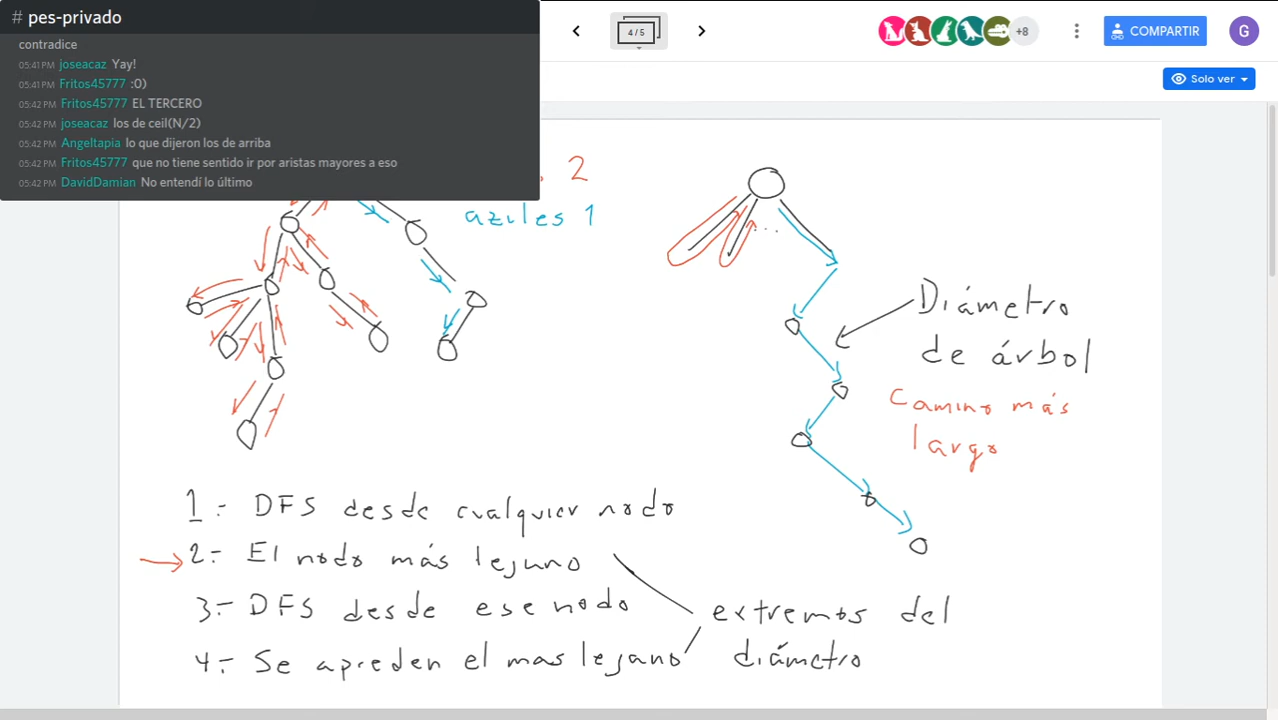 # pes-privado
contradice
05:41 PM joseacaz Yay!
05:41 PM Fritos45777 :0)
05:42 PM Fritos45777 EL TERCERO
05:42 PM joseacaz los de ceil(N/2)
05:42 PM Angeltapia lo que dijeron los de arriba
05:42 PM Fritos45777 que no tiene sentido ir por aristas mayores a eso
05:42 PM DavidDamian No entendí lo último
4/5
+8
COMPARTIR
G
Solo ver
2
azules 1
Diámetro
de árbol
Camino más
largo
1.- DFS desde cualquier nodo
2.- El nodo más lejano
3.- DFS desde ese nodo
4.- Se apreden el mas lejano
extremos del
diámetro